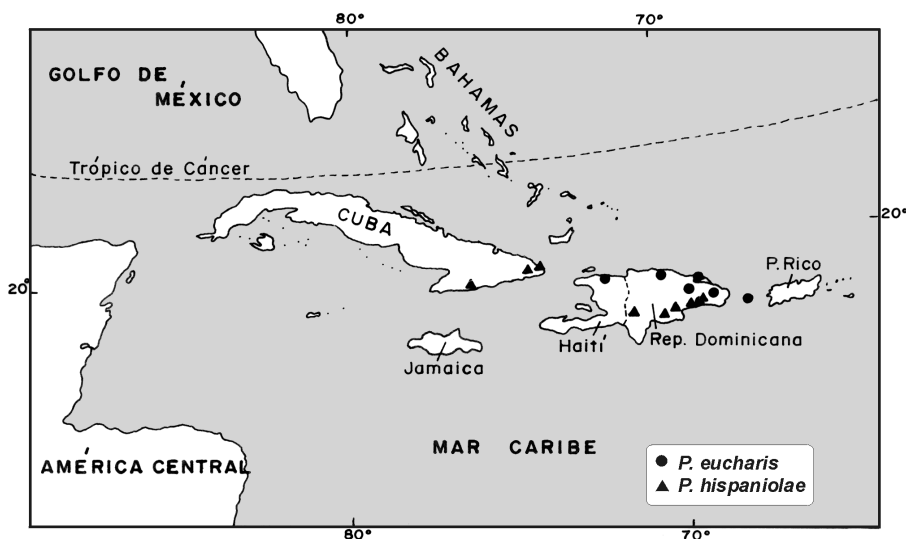 80°
70°
GOLFO DE
MÉXICO
BAHAMAS
Trópico de Cáncer
CUBA
20°
P. Rico
20°
Haití
Rep. Dominicana
Jamaica
MAR CARIBE
AMÉRICA CENTRAL
P. eucharis
P. hispaniolae
80°
70°